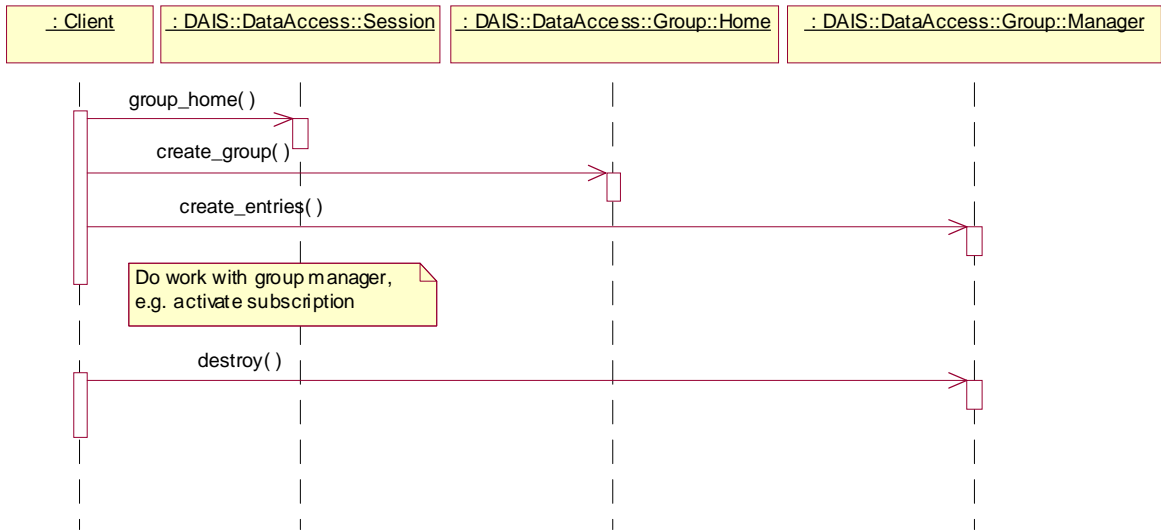 : Client
: DAIS::DataAccess::Session
: DAIS::DataAccess::Group::Home
: DAIS::DataAccess::Group::Manager
group_home( )
create_group( )
create_entries( )
Do work with group manager,
e.g. activate subscription
destroy( )